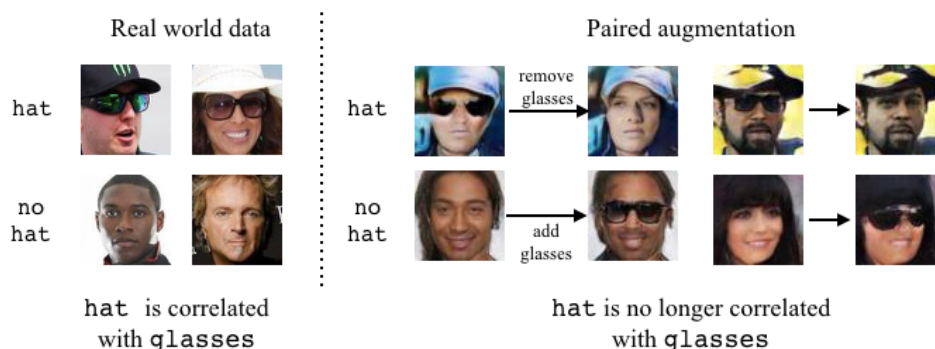 Real world data
Paired augmentation
hat
hat
remove
glasses
no
hat
no
hat
add
glasses
hat is correlated
with glasses
hat is no longer correlated
with glasses